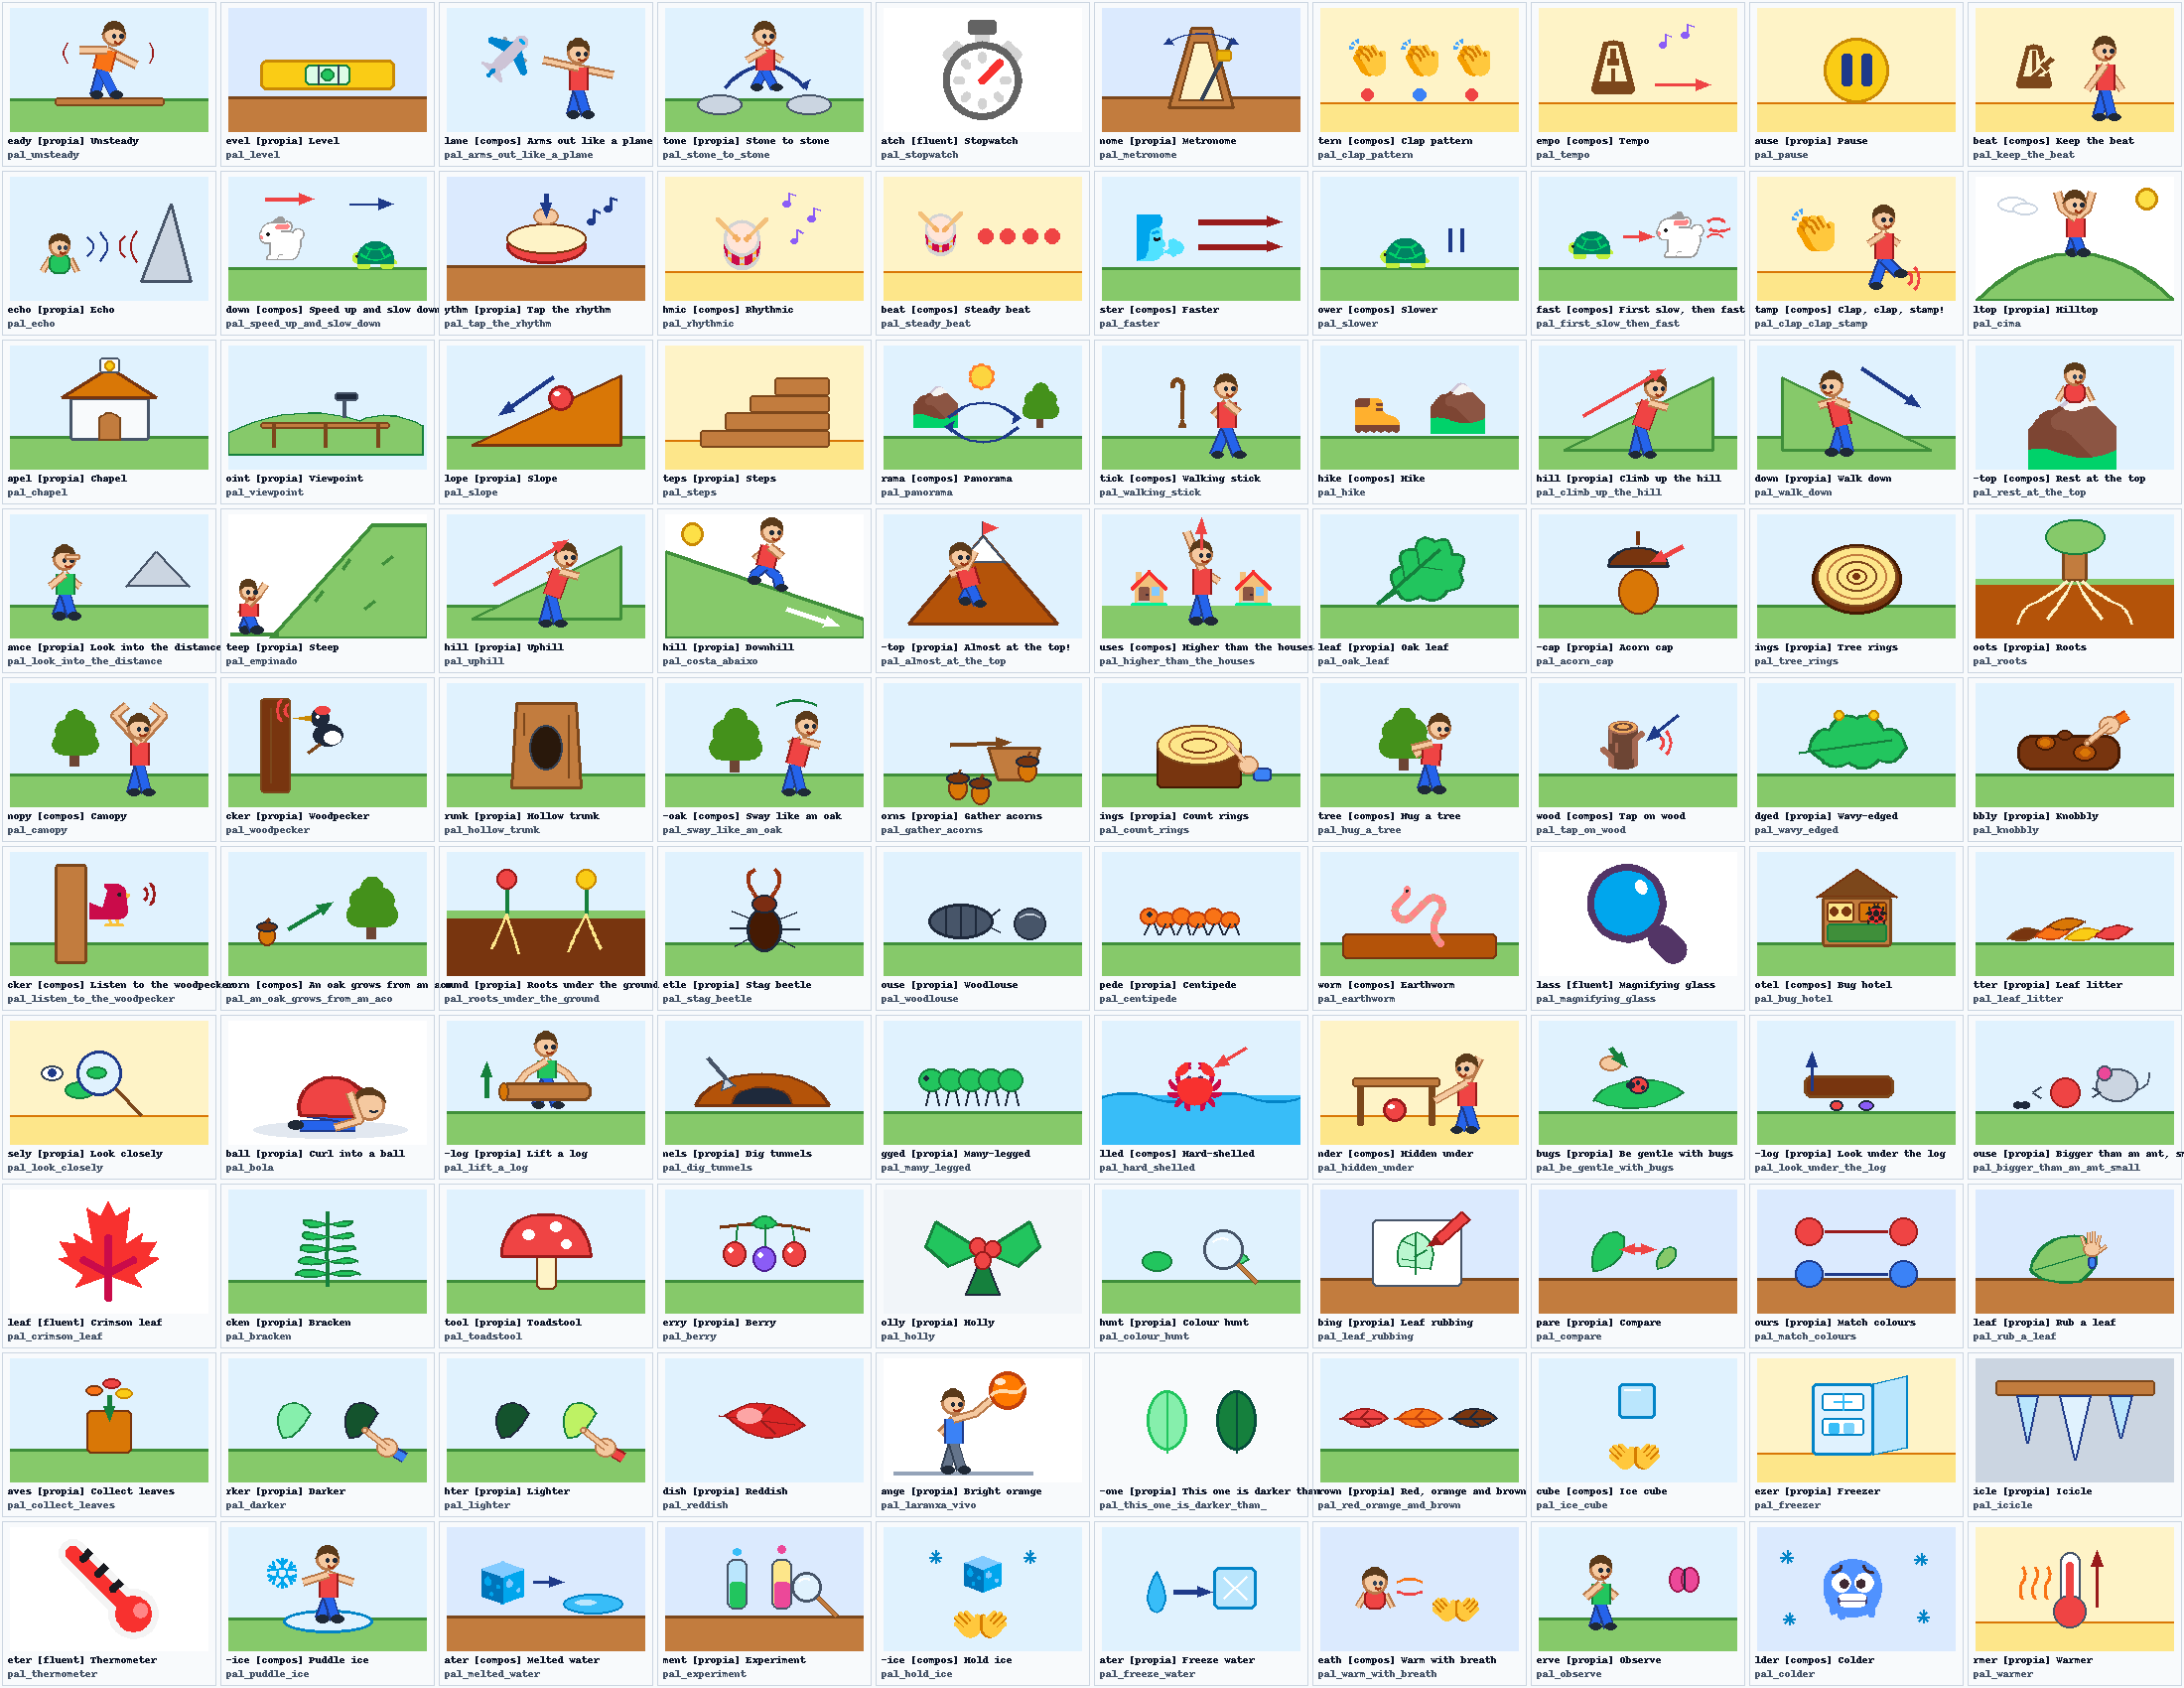 eady [propia] Unsteady
pal_unsteady
evel [propia] Level
pal_level
lane [compos] Arms out like a plane
pal_arms_out_like_a_plane
tone [propia] Stone to stone
pal_stone_to_stone
atch [fluent] Stopwatch
pal_stopwatch
nome [propia] Metronome
pal_metronome
tern [compos] Clap pattern
pal_clap_pattern
empo [compos] Tempo
pal_tempo
ause [propia] Pause
pal_pause
beat [compos] Keep the beat
pal_keep_the_beat
echo [propia] Echo
pal_echo
down [compos] Speed up and slow down
pal_speed_up_and_slow_down
ythm [propia] Tap the rhythm
pal_tap_the_rhythm
hmic [compos] Rhythmic
pal_rhythmic
beat [compos] Steady beat
pal_steady_beat
ster [compos] Faster
pal_faster
ower [compos] Slower
pal_slower
fast [compos] First slow, then fast
pal_first_slow_then_fast
tamp [compos] Clap, clap, stamp!
pal_clap_clap_stamp
ltop [propia] Hilltop
pal_cima
apel [propia] Chapel
pal_chapel
oint [propia] Viewpoint
pal_viewpoint
lope [propia] Slope
pal_slope
teps [propia] Steps
pal_steps
rama [compos] Panorama
pal_panorama
tick [compos] Walking stick
pal_walking_stick
hike [compos] Hike
pal_hike
hill [propia] Climb up the hill
pal_climb_up_the_hill
down [propia] Walk down
pal_walk_down
-top [compos] Rest at the top
pal_rest_at_the_top
ance [propia] Look into the distance
pal_look_into_the_distance
teep [propia] Steep
pal_empinado
hill [propia] Uphill
pal_uphill
hill [propia] Downhill
pal_costa_abaixo
-top [propia] Almost at the top!
pal_almost_at_the_top
uses [compos] Higher than the houses
pal_higher_than_the_houses
leaf [propia] Oak leaf
pal_oak_leaf
-cap [propia] Acorn cap
pal_acorn_cap
ings [propia] Tree rings
pal_tree_rings
oots [propia] Roots
pal_roots
nopy [compos] Canopy
pal_canopy
cker [propia] Woodpecker
pal_woodpecker
runk [propia] Hollow trunk
pal_hollow_trunk
-oak [compos] Sway like an oak
pal_sway_like_an_oak
orns [propia] Gather acorns
pal_gather_acorns
ings [propia] Count rings
pal_count_rings
tree [compos] Hug a tree
pal_hug_a_tree
wood [compos] Tap on wood
pal_tap_on_wood
dged [propia] Wavy-edged
pal_wavy_edged
bbly [propia] Knobbly
pal_knobbly
cker [compos] Listen to the woodpecker
pal_listen_to_the_woodpecker
corn [compos] An oak grows from an
pal_an_oak_grows_from_an_aco
[propia] Roots under the ground
pal_roots_under_the_ground
etle [propia] Stag beetle
pal_stag_beetle
ouse [propia] Woodlouse
pal_woodlouse
pede [propia] Centipede
pal_centipede
worm [compos] Earthworm
pal_earthworm
lass [fluent] Magnifying glass
pal_magnifying_glass
otel [compos] Bug hotel
pal_bug_hotel
tter [propia] Leaf litter
pal_leaf_litter
sely [propia] Look closely
pal_look_closely
ball [propia] Curl into a ball
pal_bola
-log [propia] Lift a log
pal_lift_a_log
nels [propia] Dig tunnels
pal_dig_tunnels
gged [propia] Many-legged
pal_many_legged
lled [compos] Hard-shelled
pal_hard_shelled
nder [compos] Hidden under
pal_hidden_under
bugs [propia] Be gentle with bugs
pal_be_gentle_with_bugs
-log [propia] Look under the log
pal_look_under_the_log
ouse [propia] Bigger than an ant, s
pal_bigger_than_an_ant_small
leaf [fluent] Crimson leaf
pal_crimson_leaf
cken [propia] Bracken
pal_bracken
tool [propia] Toadstool
pal_toadstool
erry [propia] Berry
pal_berry
olly [propia] Holly
pal_holly
hunt [propia] Colour hunt
pal_colour_hunt
bing [propia] Leaf rubbing
pal_leaf_rubbing
pare [propia] Compare
pal_compare
ours [propia] Match colours
pal_match_colours
leaf [propia] Rub a leaf
pal_rub_a_leaf
aves [propia] Collect leaves
pal_collect_leaves
rker [propia] Darker
pal_darker
hter [propia] Lighter
pal_lighter
dish [propia] Reddish
pal_reddish
ange [propia] Bright orange
pal_laranxa_vivo
-one [propia] This one is darker than
pal_this_one_is_darker_than_
rown [propia] Red, orange and brown
pal_red_orange_and_brown
cube [compos] Ice cube
pal_ice_cube
ezer [propia] Freezer
pal_freezer
icle [propia] Icicle
pal_icicle
eter [fluent] Thermometer
pal_thermometer
-ice [compos] Puddle ice
pal_puddle_ice
ater [compos] Melted water
pal_melted_water
ment [propia] Experiment
pal_experiment
-ice [compos] Hold ice
pal_hold_ice
ater [propia] Freeze water
pal_freeze_water
eath [compos] Warm with breath
pal_warm_with_breath
erve [propia] Observe
pal_observe
lder [compos] Colder
pal_colder
rmer [propia] Warmer
pal_warmer